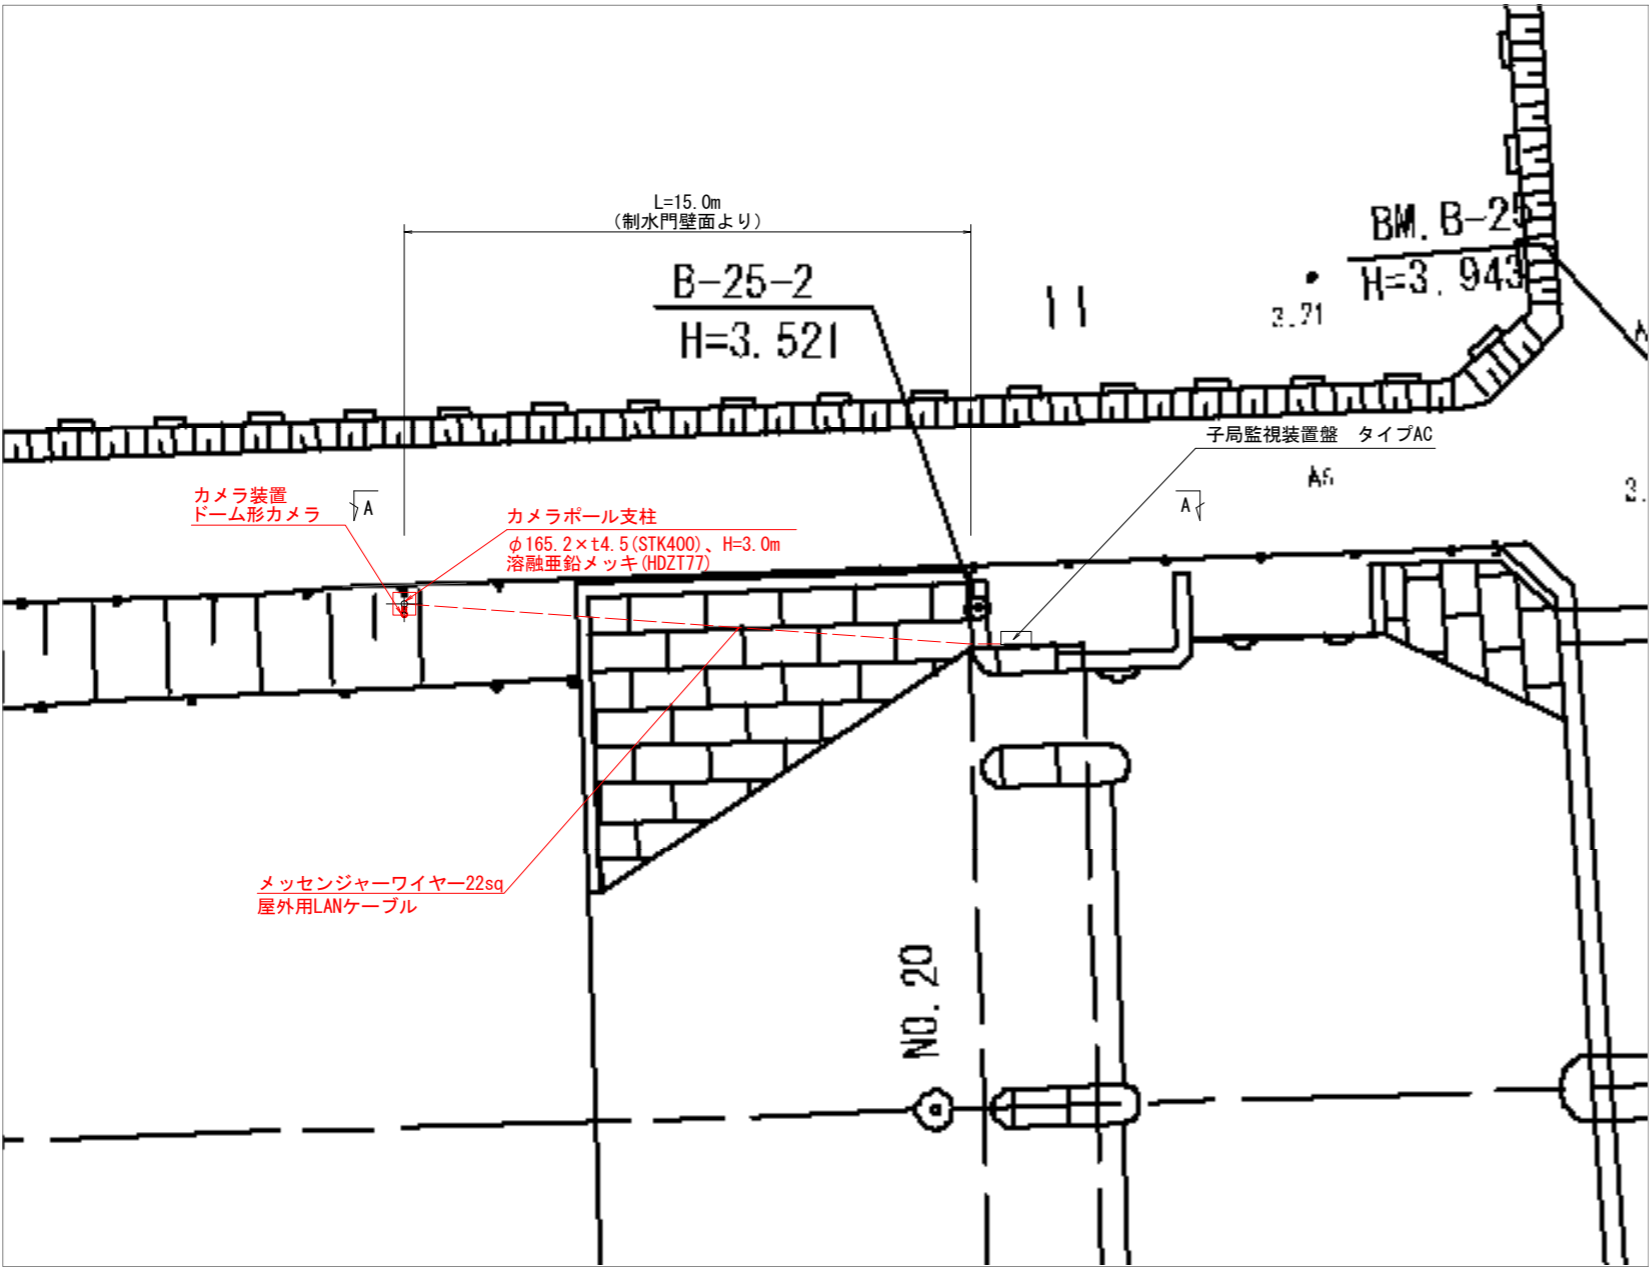 L=15.0m
(制水門壁面より)
BM. B-25
H=3. 943
B-25-2
H=3. 521
3.71
子局監視装置盤　タイプAC
As
3.
カメラ装置
ドーム形カメラ
A
カメラポール支柱
φ165.2×t4.5(STK400)、H=3.0m
溶融亜鉛メッキ(HDZT77)
A
メッセンジャーワイヤー22sq
屋外用LANケーブル
NO. 20